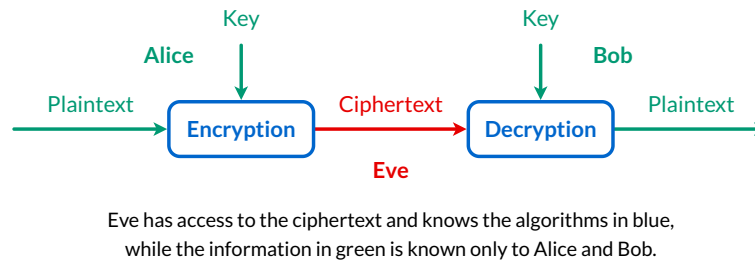 Key
Key
Alice
Bob
Plaintext
Ciphertext
Plaintext
Encryption
Decryption
Eve
Eve has access to the ciphertext and knows the algorithms in blue,
while the information in green is known only to Alice and Bob.